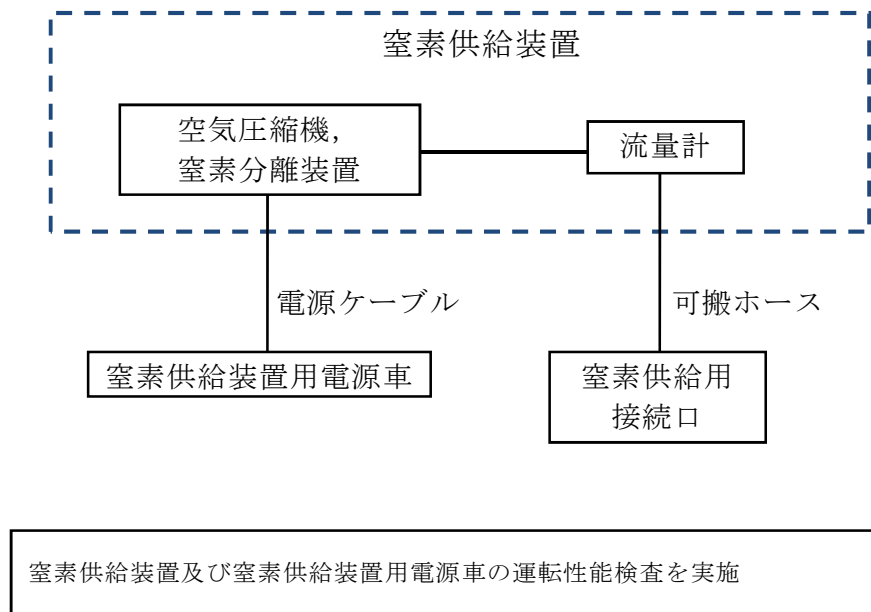 窒素供給装置
空気圧縮機，
窒素分離装置
流量計
電源ケーブル
可搬ホース
窒素供給装置用電源車
窒素供給用
接続口
窒素供給装置及び窒素供給装置用電源車の運転性能検査を実施